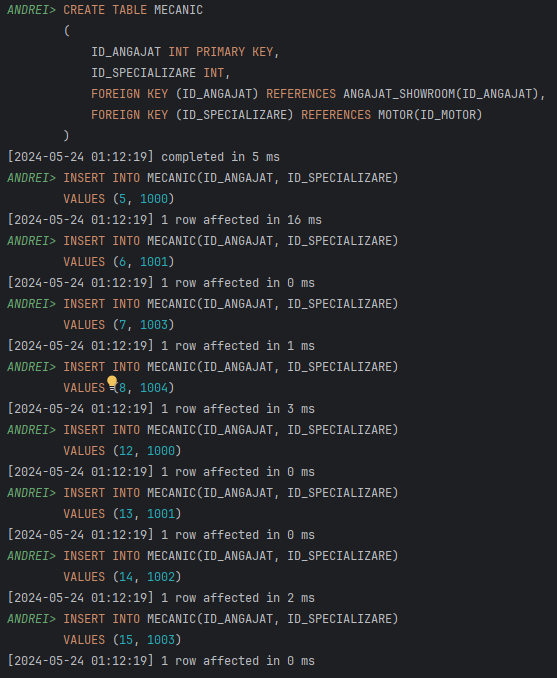 ANDREI> CREATE TABLE MECANIC
(
ID_ANGAJAT INT PRIMARY KEY,
ID_SPECIALIZARE INT,
FOREIGN KEY (ID_ANGAJAT) REFERENCES ANGAJAT_SHOWROOM(ID_ANGAJAT),
FOREIGN KEY (ID_SPECIALIZARE) REFERENCES MOTOR(ID_MOTOR)
)
[2024-05-24 01:12:19] completed in 5 ms
ANDREI> INSERT INTO MECANIC(ID_ANGAJAT, ID_SPECIALIZARE)
VALUES (5, 1000)
[2024-05-24 01:12:19] 1 row affected in 16 ms
ANDREI> INSERT INTO MECANIC(ID_ANGAJAT, ID_SPECIALIZARE)
VALUES (6, 1001)
[2024-05-24 01:12:19] 1 row affected in 0 ms
ANDREI> INSERT INTO MECANIC(ID_ANGAJAT, ID_SPECIALIZARE)
VALUES (7, 1003)
[2024-05-24 01:12:19] 1 row affected in 1 ms
ANDREI> INSERT INTO MECANIC(ID_ANGAJAT, ID_SPECIALIZARE)
VALUES (8, 1004)
[2024-05-24 01:12:19] 1 row affected in 3 ms
ANDREI> INSERT INTO MECANIC(ID_ANGAJAT, ID_SPECIALIZARE)
VALUES (12, 1000)
[2024-05-24 01:12:19] 1 row affected in 0 ms
ANDREI> INSERT INTO MECANIC(ID_ANGAJAT, ID_SPECIALIZARE)
VALUES (13, 1001)
[2024-05-24 01:12:19] 1 row affected in 0 ms
ANDREI> INSERT INTO MECANIC(ID_ANGAJAT, ID_SPECIALIZARE)
VALUES (14, 1002)
[2024-05-24 01:12:19] 1 row affected in 2 ms
ANDREI> INSERT INTO MECANIC(ID_ANGAJAT, ID_SPECIALIZARE)
VALUES (15, 1003)
[2024-05-24 01:12:19] 1 row affected in 0 ms